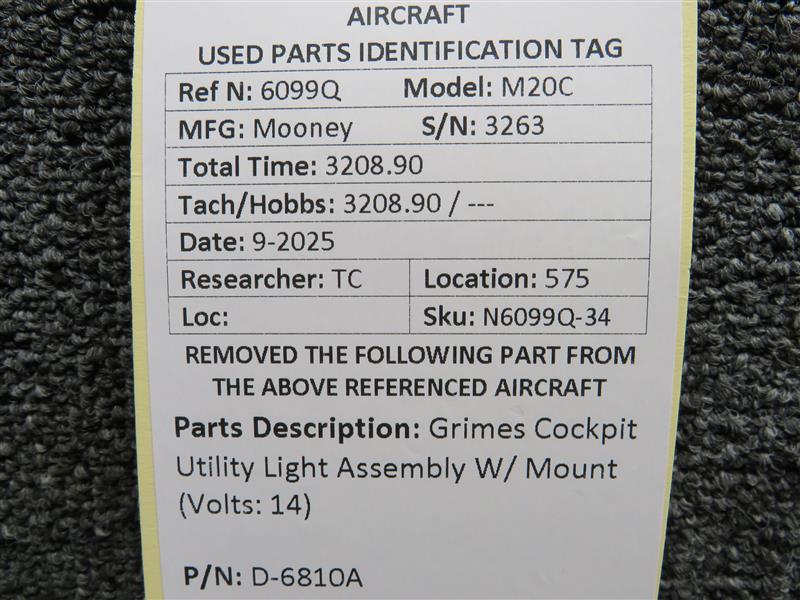 AIRCRAFT
USED PARTS IDENTIFICATION TAG
Ref N: 6099Q Model: M20C
MFG: Mooney S/N: 3263
Total Time: 3208.90
Tach/Hobbs: 3208.90 / ---
Date: 9-2025
Researcher: TC Location: 575
Loc: Sku: N6099Q-34
REMOVED THE FOLLOWING PART FROM
THE ABOVE REFERENCED AIRCRAFT
Parts Description: Grimes Cockpit
Utility Light Assembly W/ Mount
(Volts: 14)
P/N: D-6810A